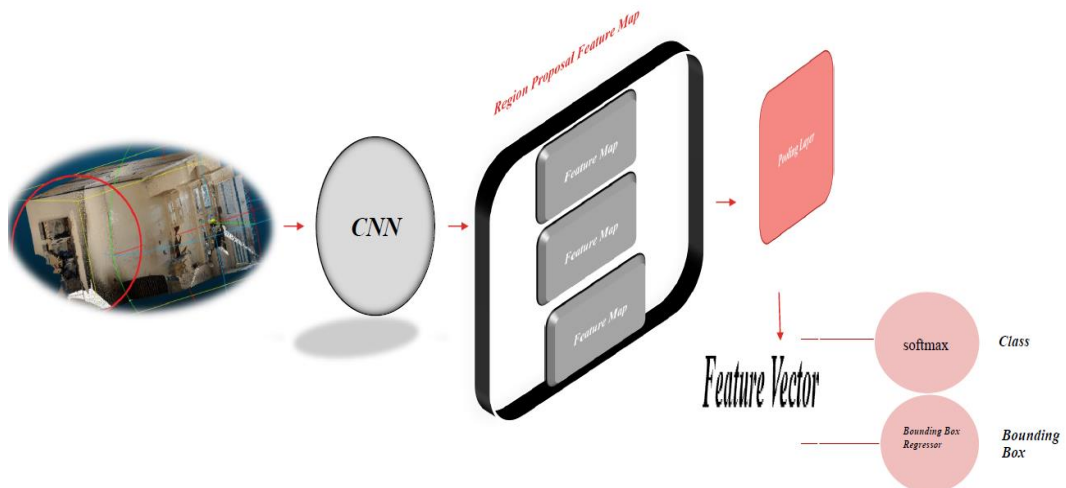 Region Proposal Feature Map
CNN
Feature Map
Feature Map
Feature Map
Pooling Layer
Feature Vector
softmax
Class
Bounding Box
Regressor
Bounding
Box